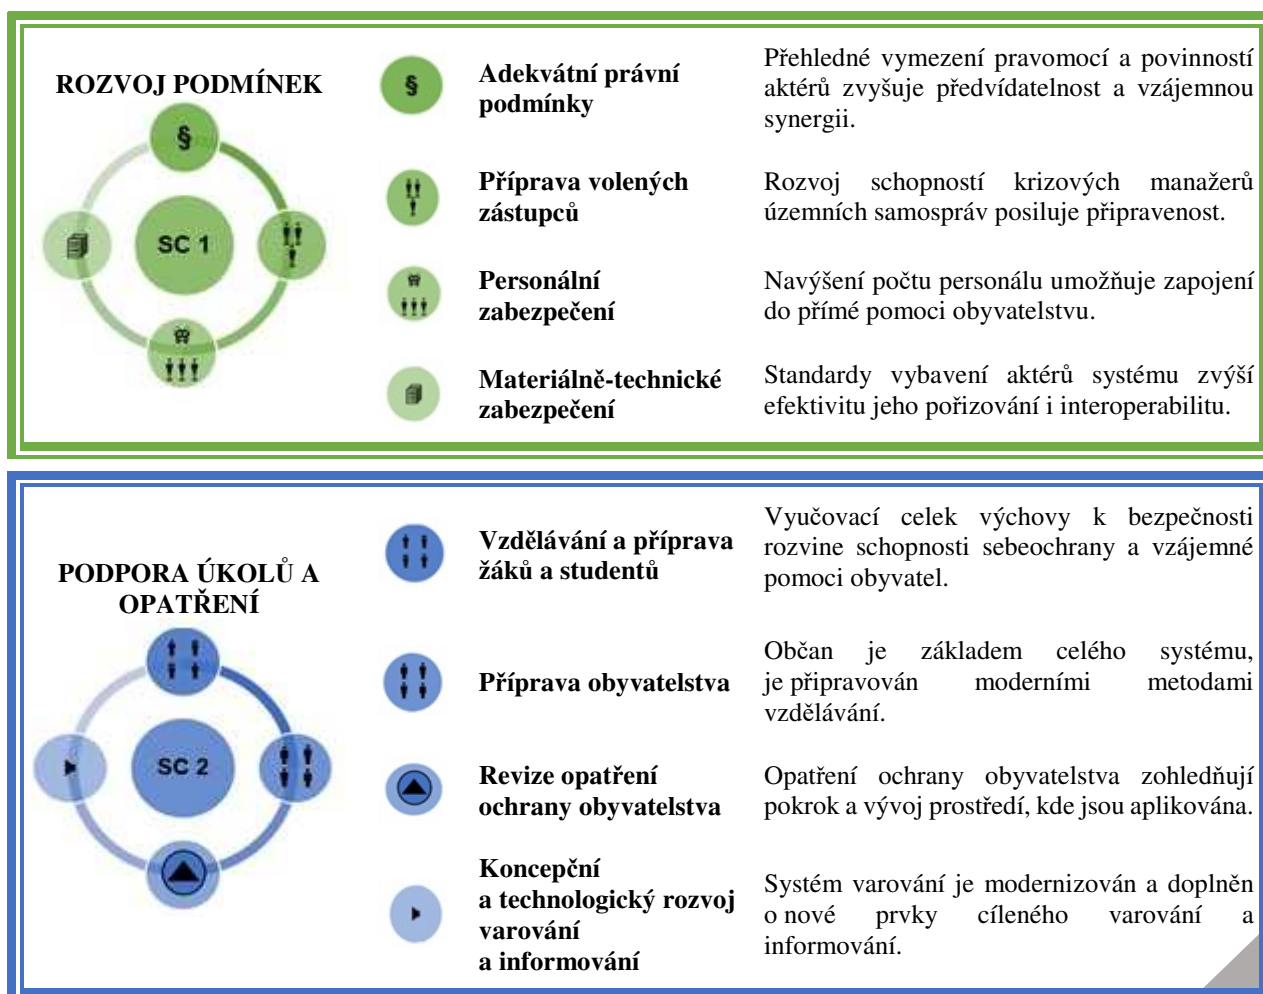 ROZVOJ PODMÍNEK
§
SC 1
§
Adekvátní právní
podmínky
Přehledné vymezení pravomocí a povinností
aktérů zvyšuje předvídatelnost a vzájemnou
synergii.
Příprava volených
zástupců
Rozvoj schopností krizových manažerů
územních samospráv posiluje připravenost.
Personální
zabezpečení
Navýšení počtu personálu umožňuje zapojení
do přímé pomoci obyvatelstvu.
Materiálně-technické
zabezpečení
Standardy vybavení aktérů systému zvýší
efektivitu jeho pořizování i interoperabilitu.
PODPORA ÚKOLŮ A
OPATŘENÍ
SC 2
Vzdělávání a příprava
žáků a studentů
Vyučovací celek výchovy k bezpečnosti
rozvine schopnosti sebeochrany a vzájemné
pomoci obyvatel.
Příprava obyvatelstva
Občan je základem celého systému,
je připravován moderními metodami
vzdělávání.
Revize opatření
ochrany obyvatelstva
Opatření ochrany obyvatelstva zohledňují
pokrok a vývoj prostředí, kde jsou aplikována.
Koncepční
a technologický rozvoj
varování
a informování
Systém varování je modernizován a doplněn
o nové prvky cíleného varování a
informování.